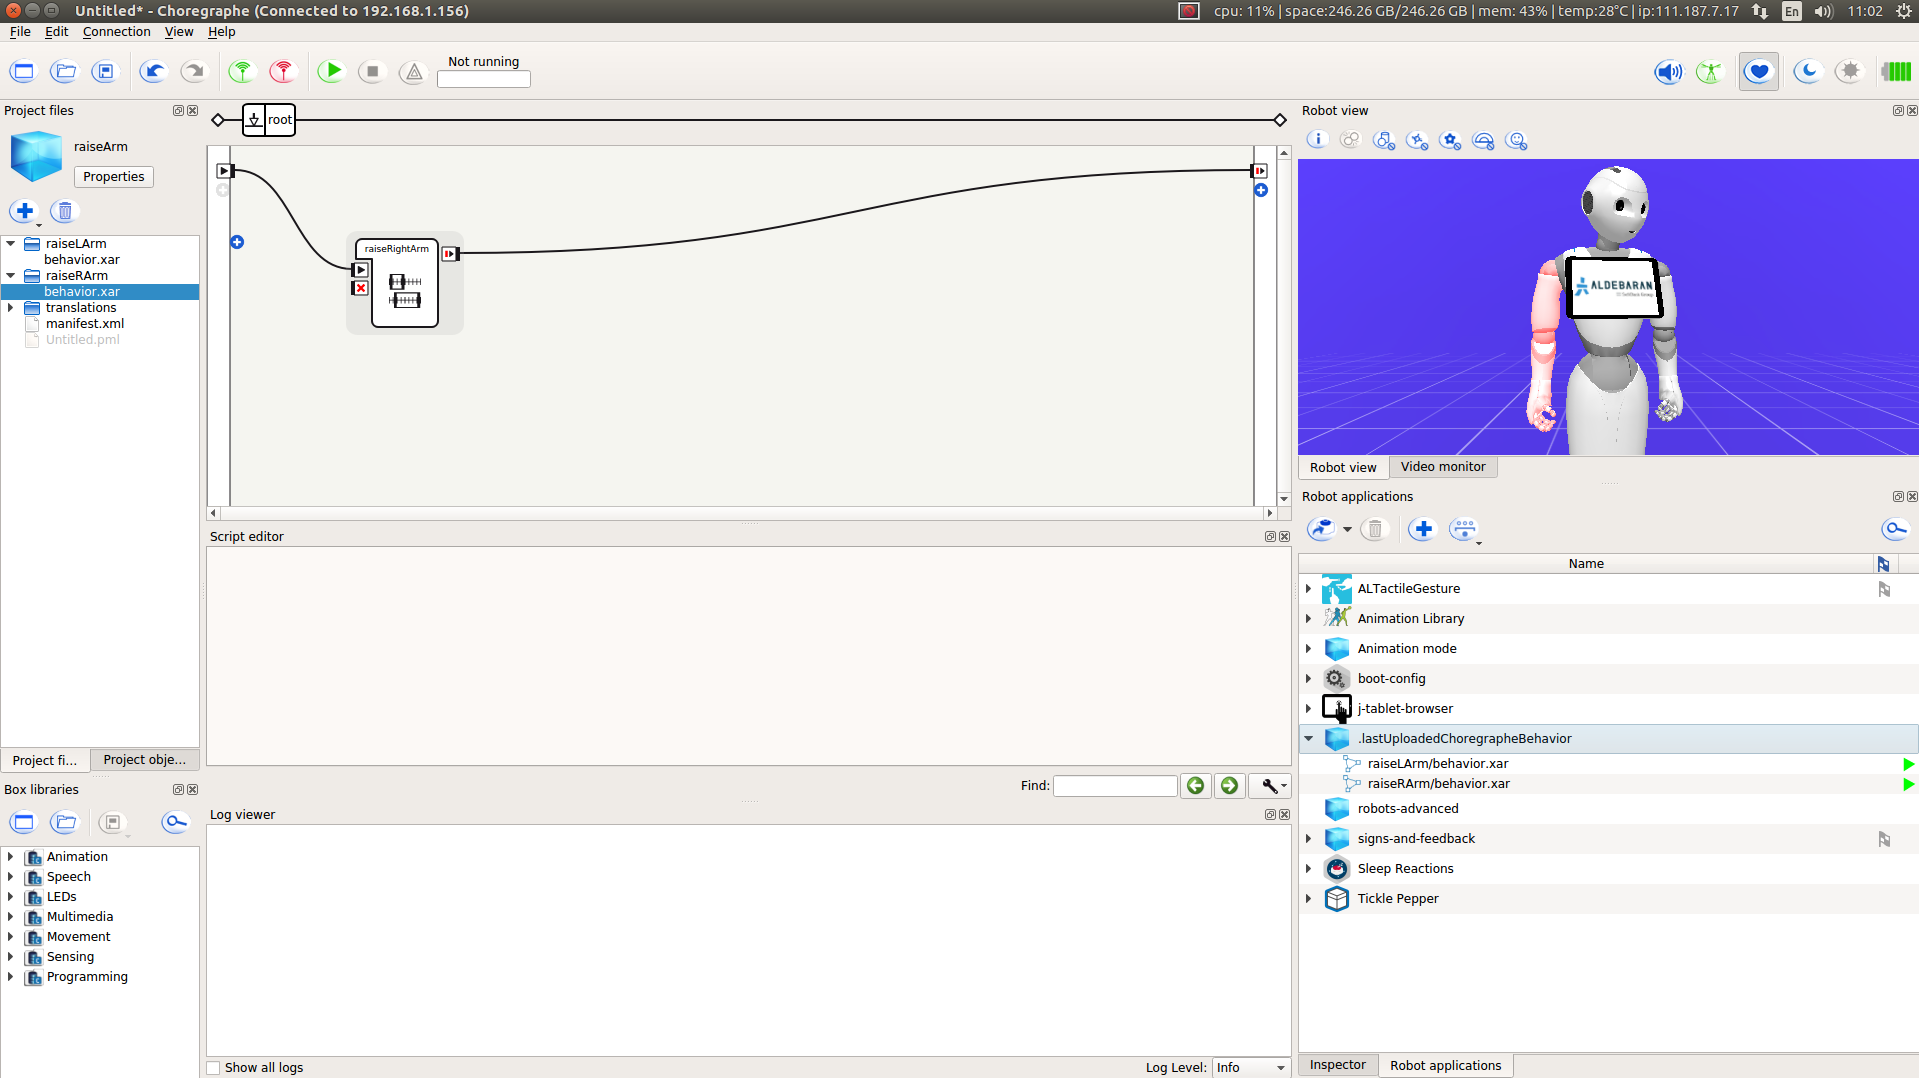 Untitled* - Choregraphe (Connected to 192.168.1.156)
cpu: 11% | space:246.26 GB/246.26 GB | mem: 43% | temp:28°C | ip:111.187.7.17
En
11:02
File Edit Connection View Help
Not running
Project files
raiseArm
Properties
raiseLArm
behavior.xar
raiseRArm
behavior.xar
translations
manifest.xml
Untitled.pml
Project fi...
Project obje...
Box libraries
Animation
Speech
LEDs
Multimedia
Movement
Sensing
Programming
root
raiseRightArm
Script editor
Find:
Log viewer
Show all logs
Log Level: Info
Robot view
ALDEBARAN
Robot view
Video monitor
Robot applications
Name
ALTactileGesture
Animation Library
Animation mode
boot-config
j-tablet-browser
.lastUploadedChoregrapheBehavior
raiseLArm/behavior.xar
raiseRArm/behavior.xar
robots-advanced
signs-and-feedback
Sleep Reactions
Tickle Pepper
Inspector
Robot applications